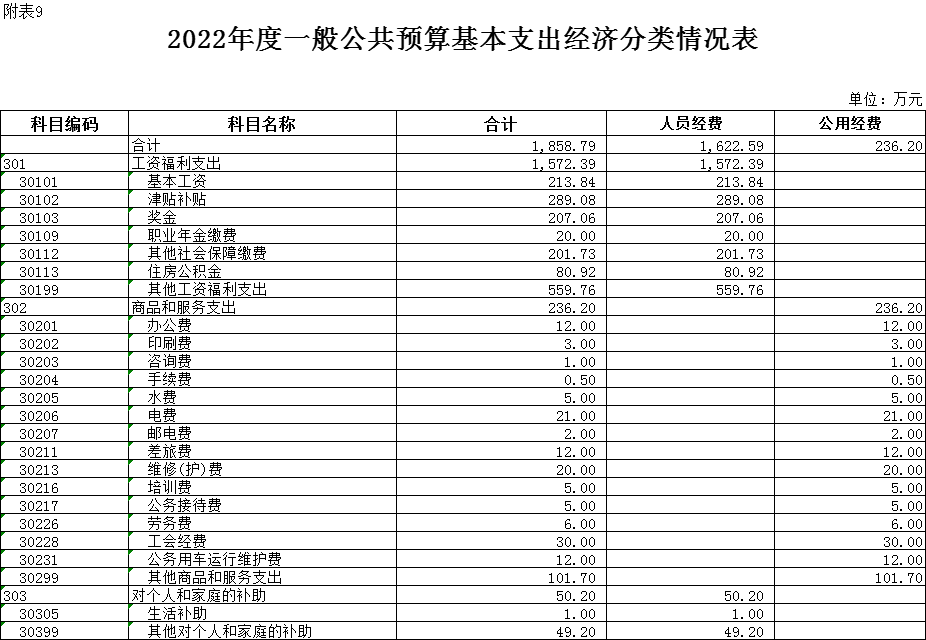 附表9
2022年度一般公共预算基本支出经济分类情况表
单位：万元
科目编码 科目名称 合计 人员经费 公用经费
合计 1,858.79 1,622.59 236.20
301 工资福利支出 1,572.39 1,572.39
30101 基本工资 213.84 213.84
30102 津贴补贴 289.08 289.08
30103 奖金 207.06 207.06
30109 职业年金缴费 20.00 20.00
30112 其他社会保障缴费 201.73 201.73
30113 住房公积金 80.92 80.92
30199 其他工资福利支出 559.76 559.76
302 商品和服务支出 236.20 236.20
30201 办公费 12.00 12.00
30202 印刷费 3.00 3.00
30203 咨询费 1.00 1.00
30204 手续费 0.50 0.50
30205 水费 5.00 5.00
30206 电费 21.00 21.00
30207 邮电费 2.00 2.00
30211 差旅费 12.00 12.00
30213 维修(护)费 20.00 20.00
30216 培训费 5.00 5.00
30217 公务接待费 5.00 5.00
30226 劳务费 6.00 6.00
30228 工会经费 30.00 30.00
30231 公务用车运行维护费 12.00 12.00
30299 其他商品和服务支出 101.70 101.70
303 对个人和家庭的补助 50.20 50.20
30305 生活补助 1.00 1.00
30399 其他对个人和家庭的补助 49.20 49.20